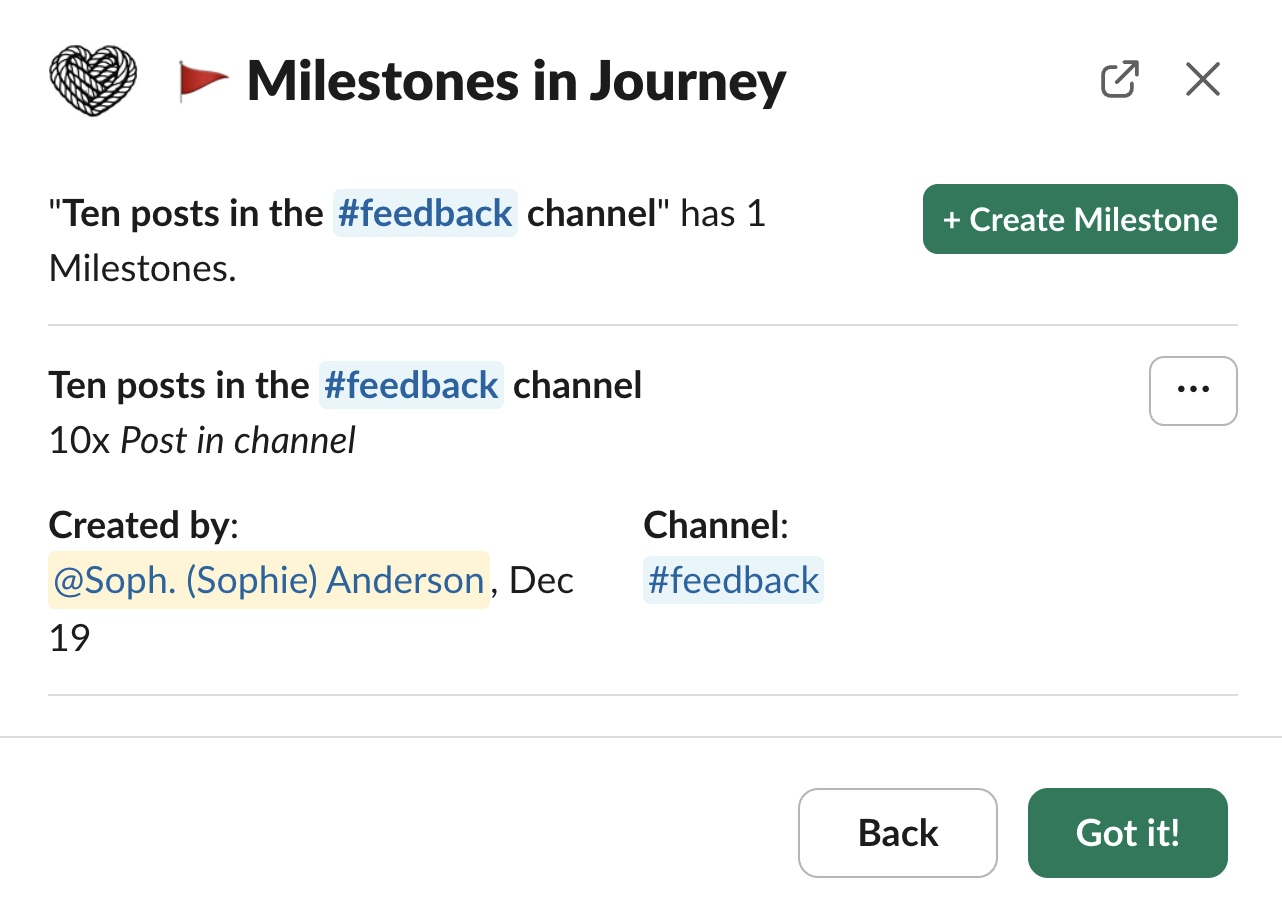 Milestones in Journey
"Ten posts in the #feedback channel" has 1
Milestones.
+ Create Milestone
Ten posts in the #feedback channel
...
10x Post in channel
Created by:
@Soph. (Sophie) Anderson, Dec
19
Channel:
#feedback
Back
Got it!